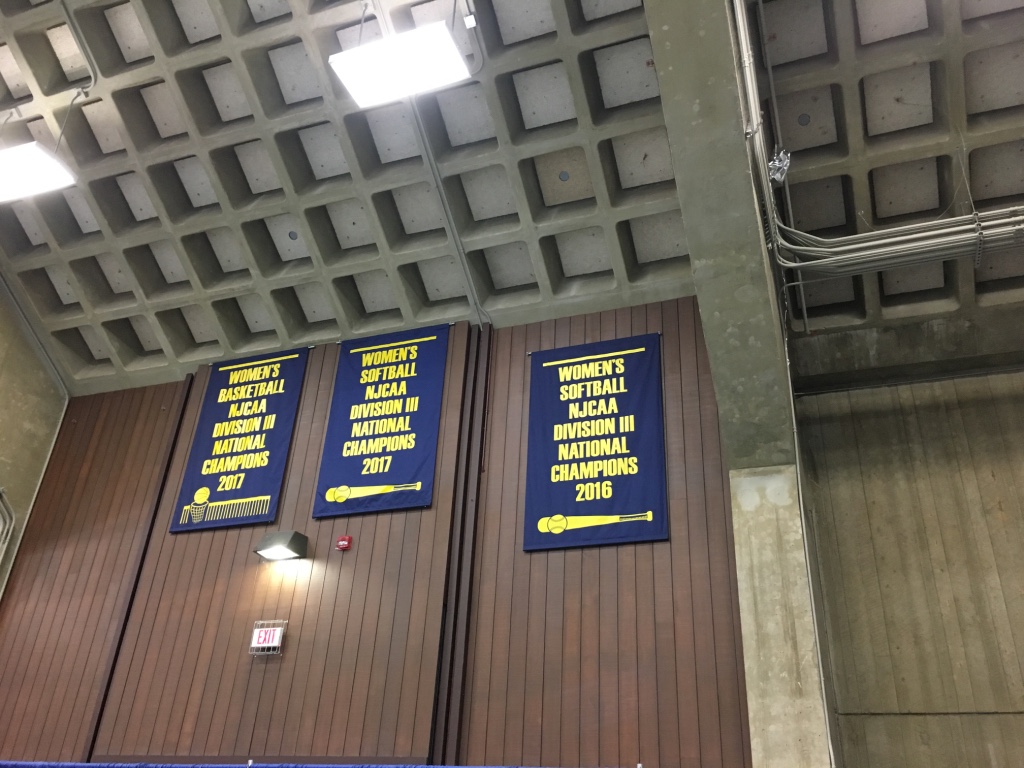 WOMEN'S
BASKETBALL
NJCAA
DIVISION III
NATIONAL
CHAMPIONS
2017
WOMEN'S
SOFTBALL
NJCAA
DIVISION III
NATIONAL
CHAMPIONS
2017
WOMEN'S
SOFTBALL
NJCAA
DIVISION III
NATIONAL
CHAMPIONS
2016
EXIT